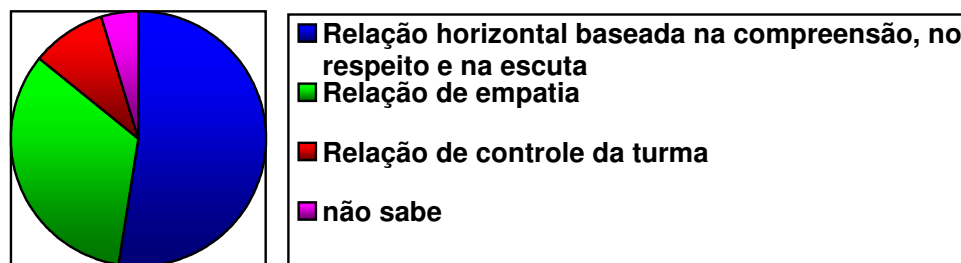 Relação horizontal baseada na compreensão, no
respeito e na escuta
Relação de empatia
Relação de controle da turma
não sabe